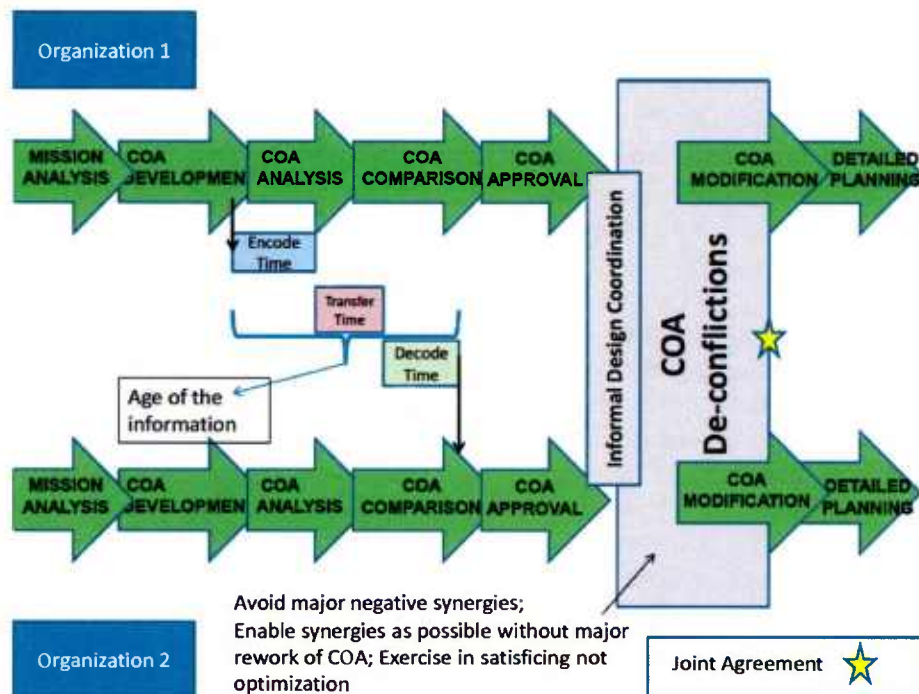 Organization 1
MISSION
ANALYSIS
COA
DEVELOPMENT
COA
ANALYSIS
COA
COMPARISON
COA
APPROVAL
COA
MODIFICATION
DETAILED
PLANNING
Encode
Time
Transfer
Time
Decode
Time
Age of the
information
Informal Design Coordination
COA
De-conflictions
MISSION
ANALYSIS
COA
DEVELOPMENT
COA
ANALYSIS
COA
COMPARISON
COA
APPROVAL
COA
MODIFICATION
DETAILED
PLANNING
Avoid major negative synergies;
Enable synergies as possible without major
rework of COA; Exercise in satisficing not
optimization
Organization 2
Joint Agreement